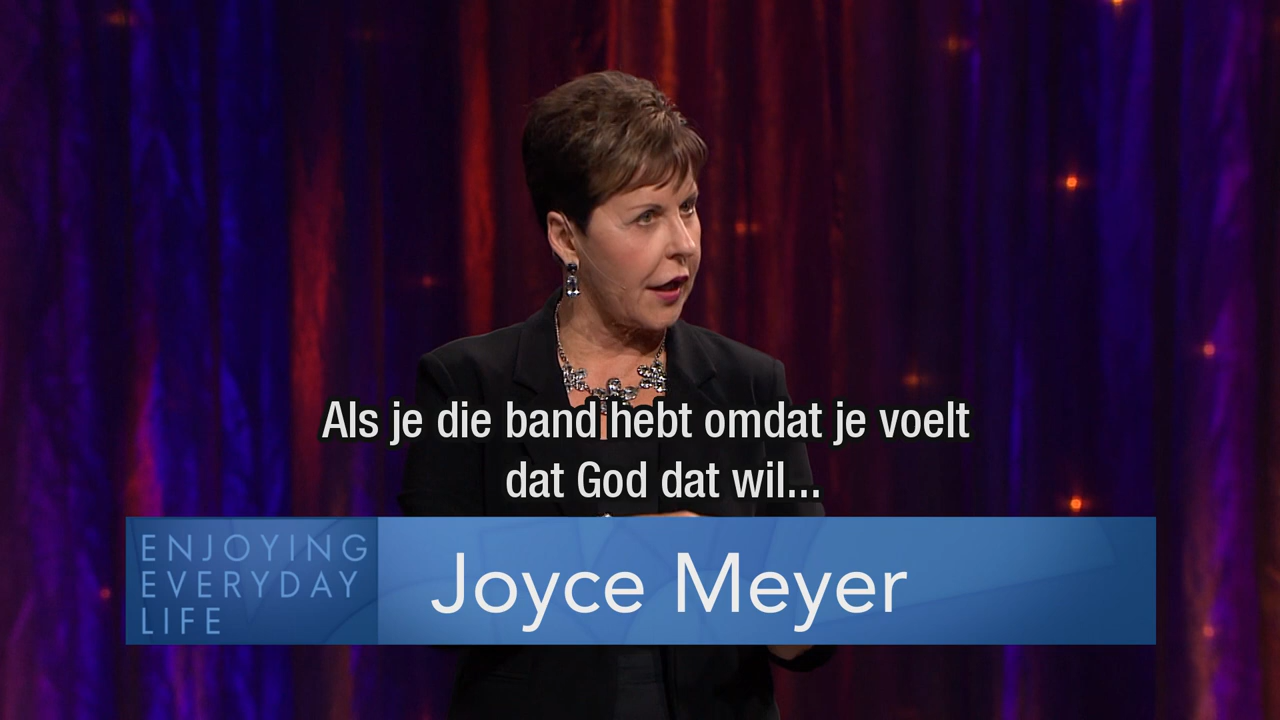 Als je die band hebt omdat je voelt
dat God dat wil...
ENJOYING
EVERYDAY
LIFE
Joyce Meyer